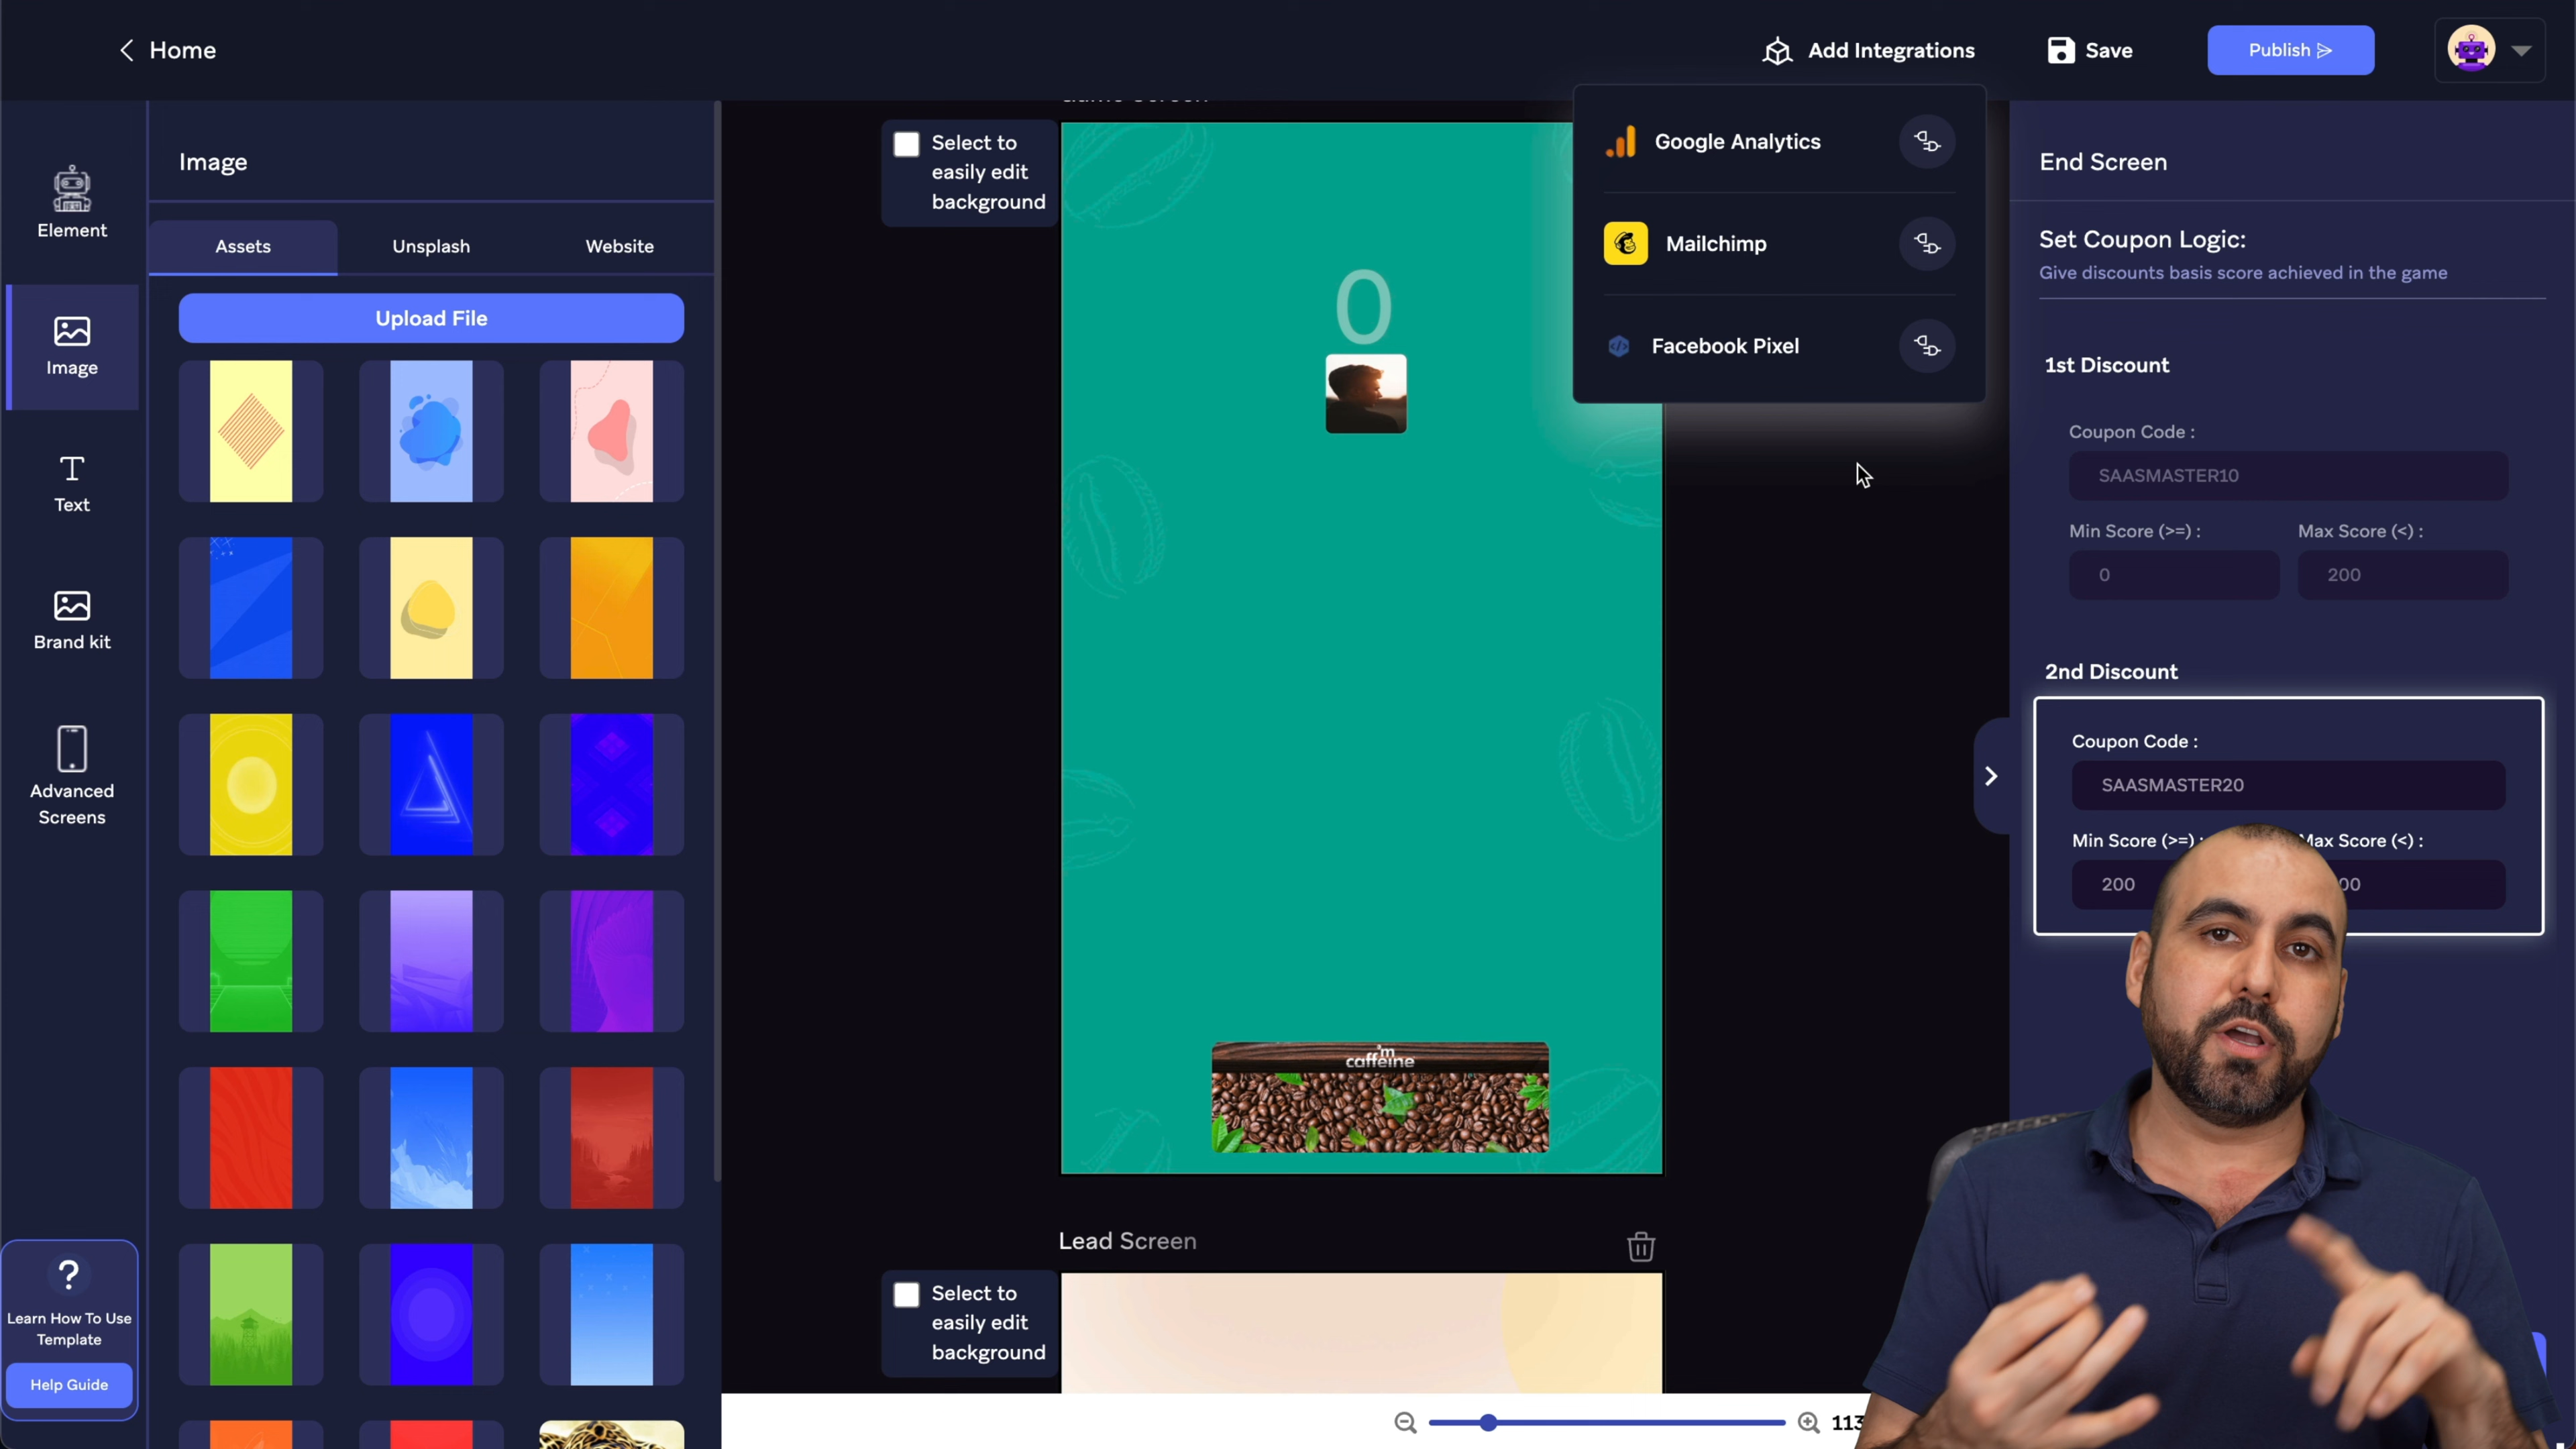 Home
Add Integrations
Save
Publish
Element
Image
Text
Brand kit
Advanced
Screens
?
Learn How To Use
Template
Help Guide
Image
Assets
Unsplash
Website
Upload File
Select to
easily edit
background
0
'm
caffeine
Google Analytics
Mailchimp
Facebook Pixel
Lead Screen
Select to
easily edit
background
End Screen
Set Coupon Logic:
Give discounts basis score achieved in the game
1st Discount
Coupon Code :
SAASMASTER10
Min Score (>=) :
Max Score (<) :
0
200
2nd Discount
Coupon Code :
SAASMASTER20
Min Score (>=) :
Max Score (<) :
200